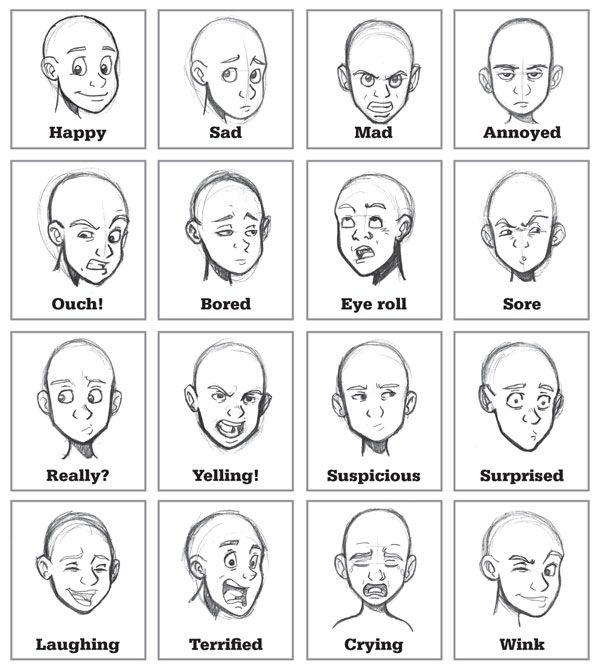 Happy
Sad
Mad
Annoyed
Ouch!
Bored
Eye roll
Sore
Really?
Yelling!
Suspicious
Surprised
Laughing
Terrified
Crying
Wink